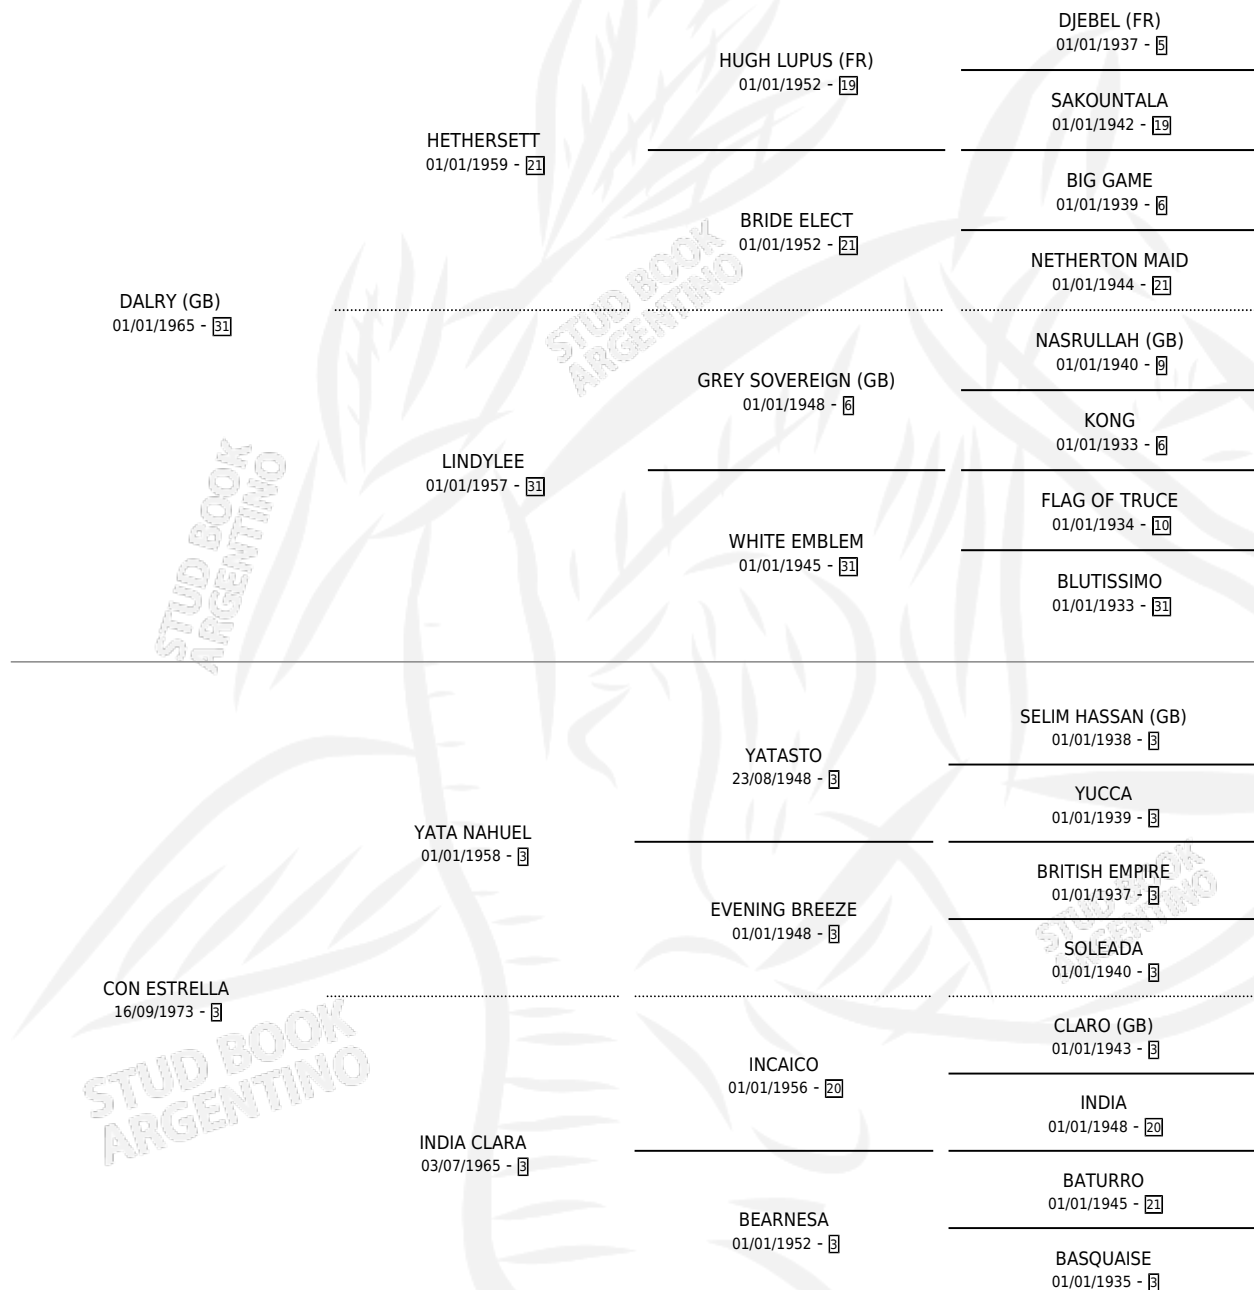 DALRY (GB)
01/01/1965 - 31
HETHERSETT
01/01/1959 - 21
LINDYLEE
01/01/1957 - 31
HUGH LUPUS (FR)
01/01/1952 - 19
BRIDE ELECT
01/01/1952 - 21
GREY SOVEREIGN (GB)
01/01/1948 - 6
WHITE EMBLEM
01/01/1945 - 31
DJEBEL (FR)
01/01/1937 - 5
SAKOUNTALA
01/01/1942 - 19
BIG GAME
01/01/1939 - 6
NETHERTON MAID
01/01/1944 - 21
NASRULLAH (GB)
01/01/1940 - 9
KONG
01/01/1933 - 6
FLAG OF TRUCE
01/01/1934 - 10
BLUTISSIMO
01/01/1933 - 31
STUD BOOK
ARGENTINO
STUD BOOK
ARGENTINO
CON ESTRELLA
16/09/1973 - 3
YATA NAHUEL
01/01/1958 - 3
INDIA CLARA
03/07/1965 - 3
YATASTO
23/08/1948 - 3
EVENING BREEZE
01/01/1948 - 3
INCAICO
01/01/1956 - 20
BEARNESA
01/01/1952 - 3
SELIM HASSAN (GB)
01/01/1938 - 3
YUCCA
01/01/1939 - 3
BRITISH EMPIRE
01/01/1937 - 3
SOLEADA
01/01/1940 - 3
CLARO (GB)
01/01/1943 - 3
INDIA
01/01/1948 - 20
BATURRO
01/01/1945 - 21
BASQUAISE
01/01/1935 - 3
STUD BOOK
ARGENTINO
STUD BOOK
ARGENTINO